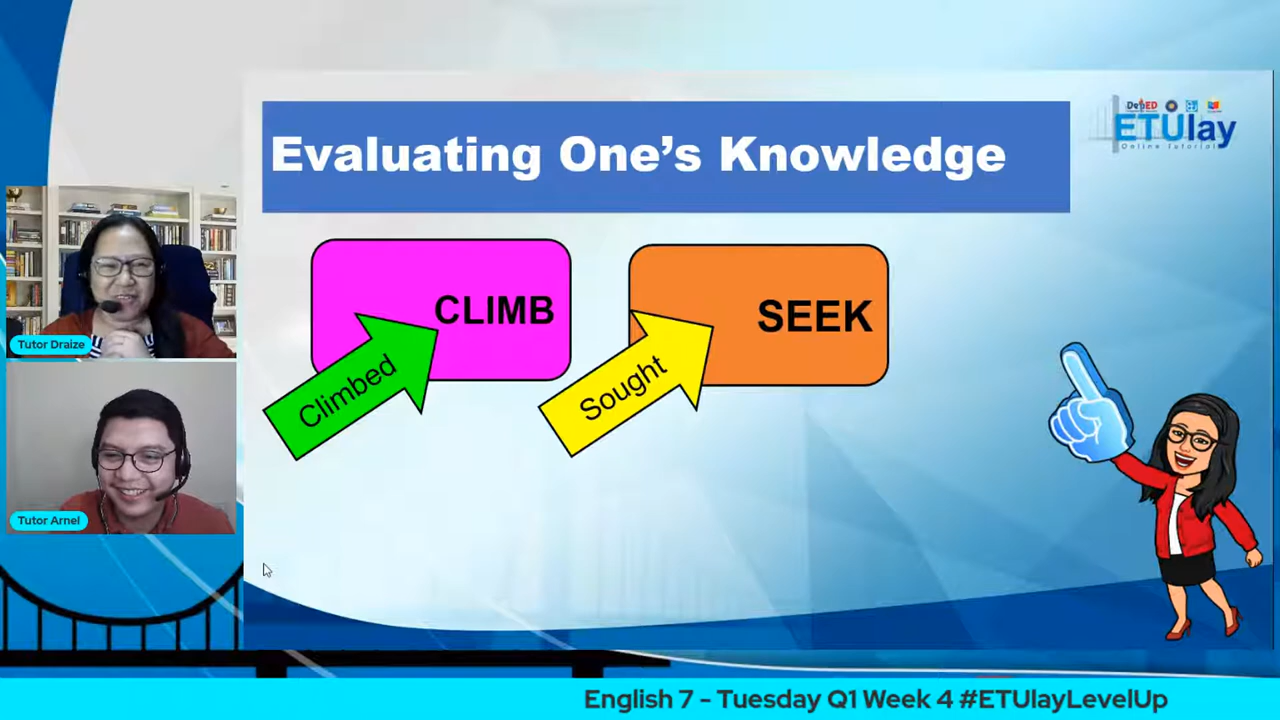 Evaluating One's Knowledge
DepED
ETUlay
Online Tutorial
CLIMB
SEEK
Climbed
Sought
Tutor Draize
Tutor Arnel
English 7 - Tuesday Q1 Week 4 #ETUlayLevelUp